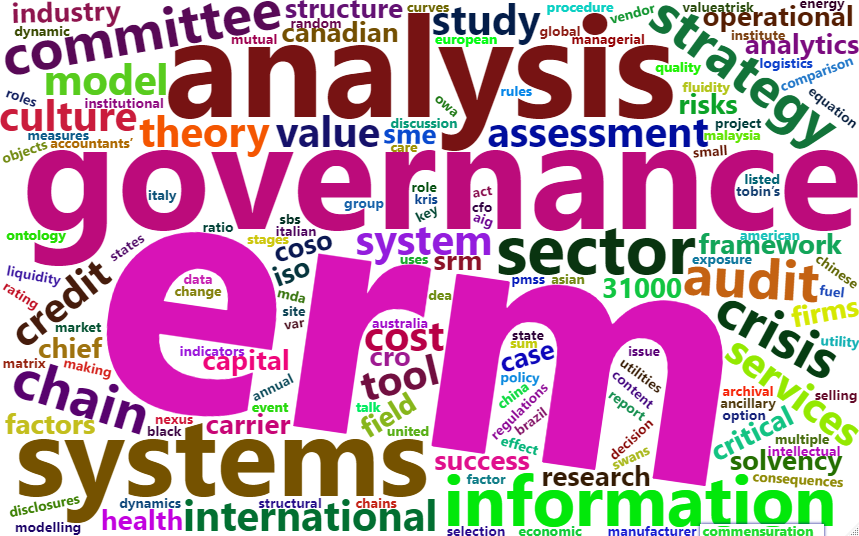 industry
dynamic
committee
structure
random
mutual
canadian
curves
study
european
procedure
global
managerial
vendor
valueatrisk
energy
operational
institute
analytics
logistics
comparison
equation
strategy
quality
fluidity
risks
project
malaysia
small
model
analysis
roles
institutional
culture
measures
accountants'
objects
theory
value
discussion
sme
care
owa
rules
assessment
governance
italy
group
role
kris
key
act
cfo
aig
listed
tobin's
ontology
states
ratio
stages
sbs
italian
coso
iso
system
uses
srm
sector
american
framework
exposure
chinese
liquidity
rating
credit
data
change
mda
site
var
erm
dea
pmss
asian
31000
audit
fuel
firms
market
chief
matrix
making
indicators
capital
australia
cost
cro
tool
state
sum
case
policy
china
regulations
brazil
effect
issue
utilities
content
report
decision
swans
crisis
utility
services
chain
annual
event
talk
field
united
factors
nexus
black
carrier
archival
ancillary
option
selling
critical
multiple
intellectual
solvency
consequences
systems
success
factor
research
information
disclosures
modelling
dynamics
health
structural
chains
international
selection
economic
manufacturer
commensuration